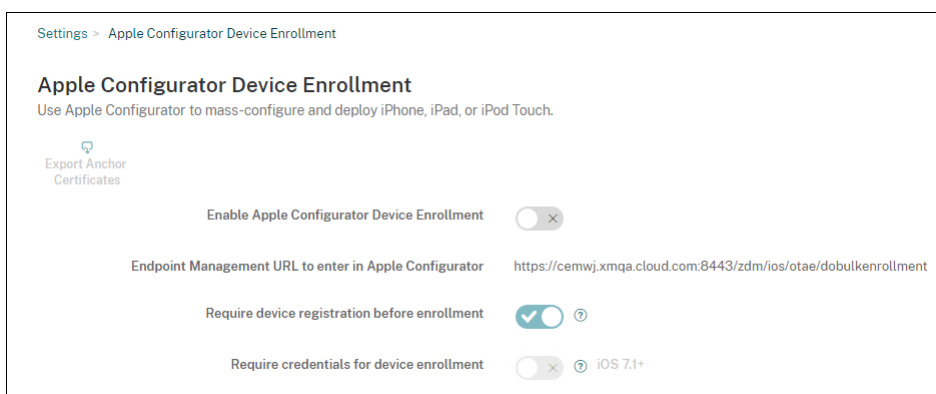 Settings > Apple Configurator Device Enrollment
Apple Configurator Device Enrollment
Use Apple Configurator to mass-configure and deploy iPhone, iPad, or iPod Touch.
Export Anchor
Certificates
Enable Apple Configurator Device Enrollment
Endpoint Management URL to enter in Apple Configurator https://cemwj.xmqa.cloud.com:8443/zdm/ios/otae/dobulkenrollment
Require device registration before enrollment
Require credentials for device enrollment iOS 7.1+